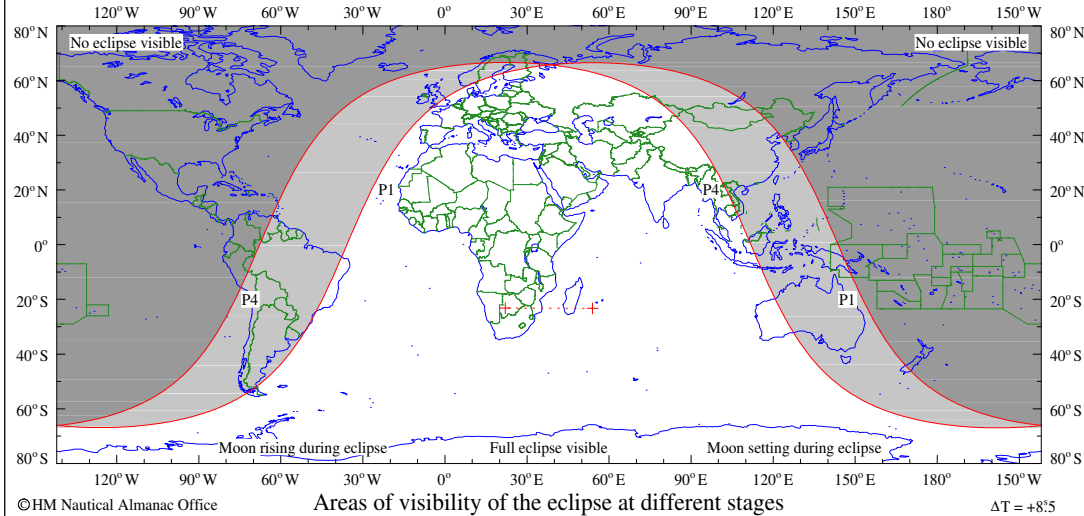 120° W 90° W 60° W 30° W 0° 30° E 60° E 90° E 120° E 150° E 180° 150° W
80° N No eclipse visible No eclipse visible 80° N
60° N 60° N
40° N 40° N
20° N P1 P4 20° N
0° 0°
20° S P4 P1 20° S
40° S 40° S
60° S 60° S
80° S Moon rising during eclipse Full eclipse visible Moon setting during eclipse 80° S
120° W 90° W 60° W 30° W 0° 30° E 60° E 90° E 120° E 150° E 180° 150° W
©HM Nautical Almanac Office Areas of visibility of the eclipse at different stages ΔT = +8ˢ.5